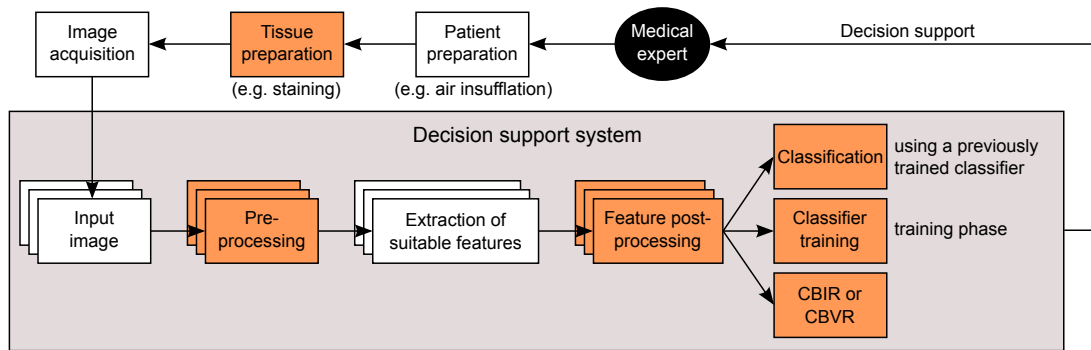 Image
acquisition
Tissue
preparation
(e.g. staining)
Patient
preparation
(e.g. air insufflation)
Medical
expert
Decision support
Decision support system
Input
image
Pre-
processing
Extraction of
suitable features
Feature post-
processing
Classification
using a previously
trained classifier
Classifier
training
training phase
CBIR or
CBVR